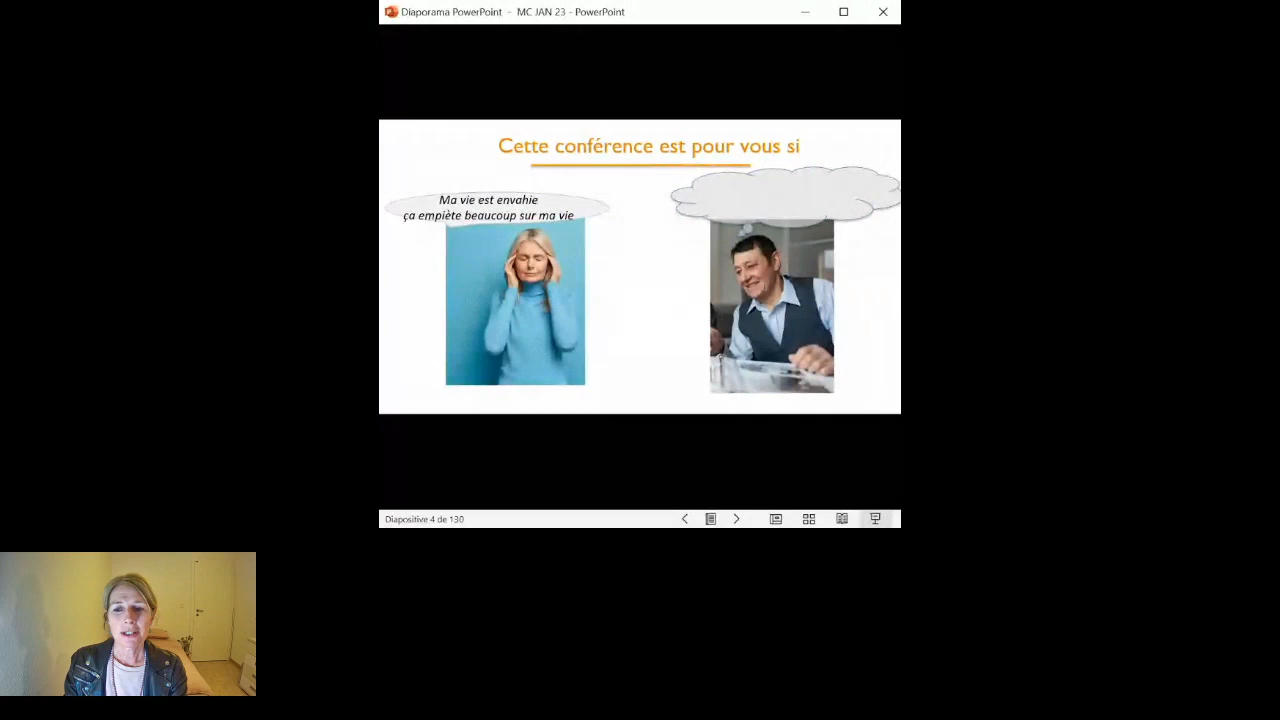 Diaporama PowerPoint - MC JAN 23 - PowerPoint
Cette conférence est pour vous si
Ma vie est envahie
ça empiète beaucoup sur ma vie
Diapositive 4 de 130